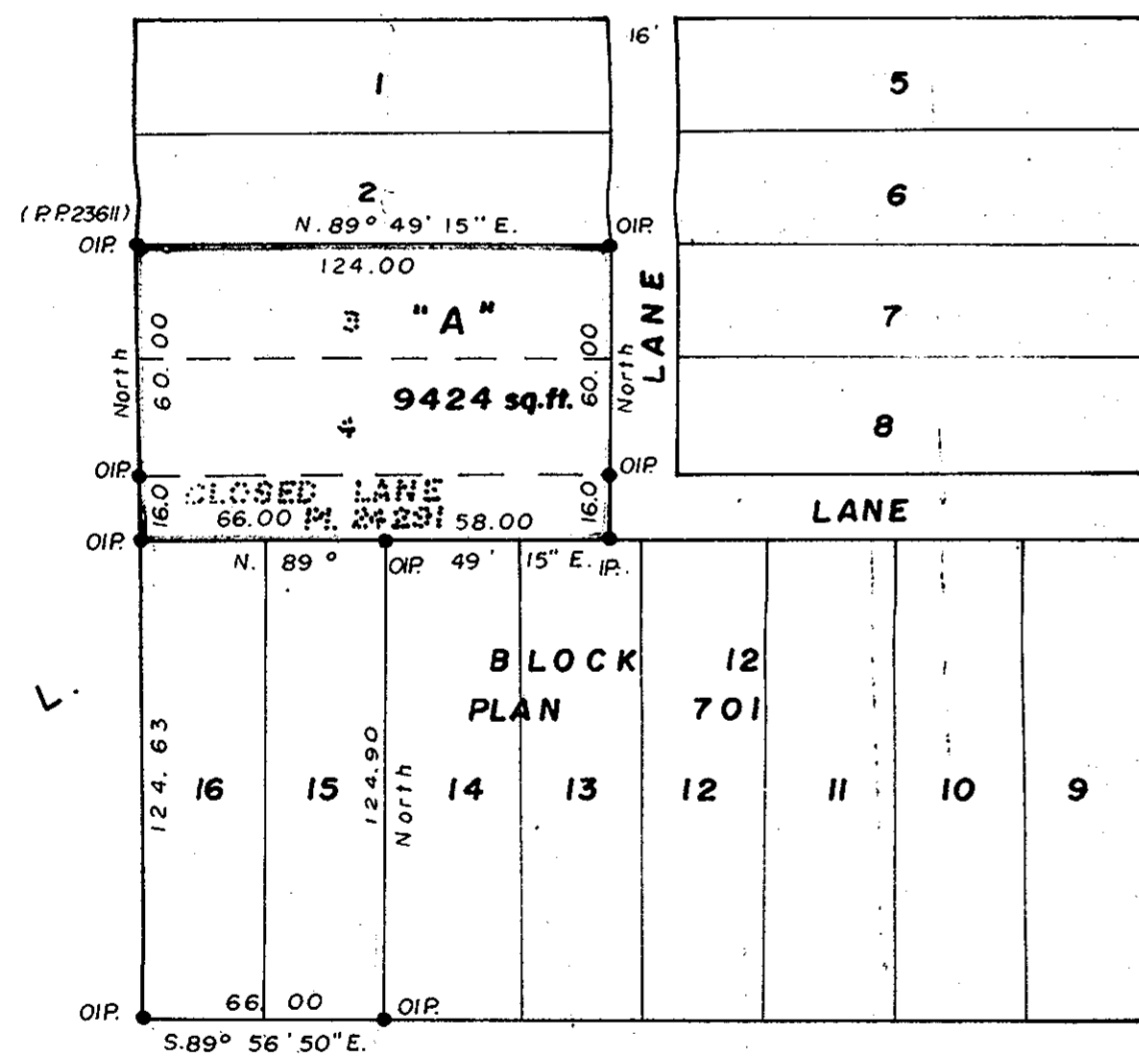 16'
1
5
2
6
(P.P.23611)
N. 89° 49' 15" E.
OIP.
OIP.
124.00
"A"
3
7
LANE
North
60.00
60.00
North
9424 sq.ft.
4
8
OIP.
OIP.
CLOSED LANE
16.0
66.00 Pl. 24291 58.00
16.0
LANE
OIP.
N. 89° OIP. 49' 15" E. IP.
BLOCK 12
PLAN 701
L.
124.63
124.90
North
16 15 14 13 12 11 10 9
OIP.
66.00
OIP.
S.89° 56' 50" E.